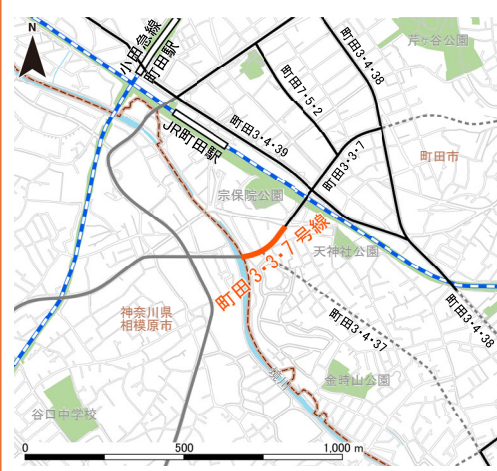 N
小田急線
町田駅
町田3・4・38
芹ヶ谷公園
町田7・5・2
JR町田駅
町田3・4・39
町田3・3・7
町田市
宗保院公園
町田3・3・7号線
天神社公園
神奈川県
相模原市
町田3・4・37
町田3・4・38
境川
金時山公園
谷口中学校
0 500 1,000 m